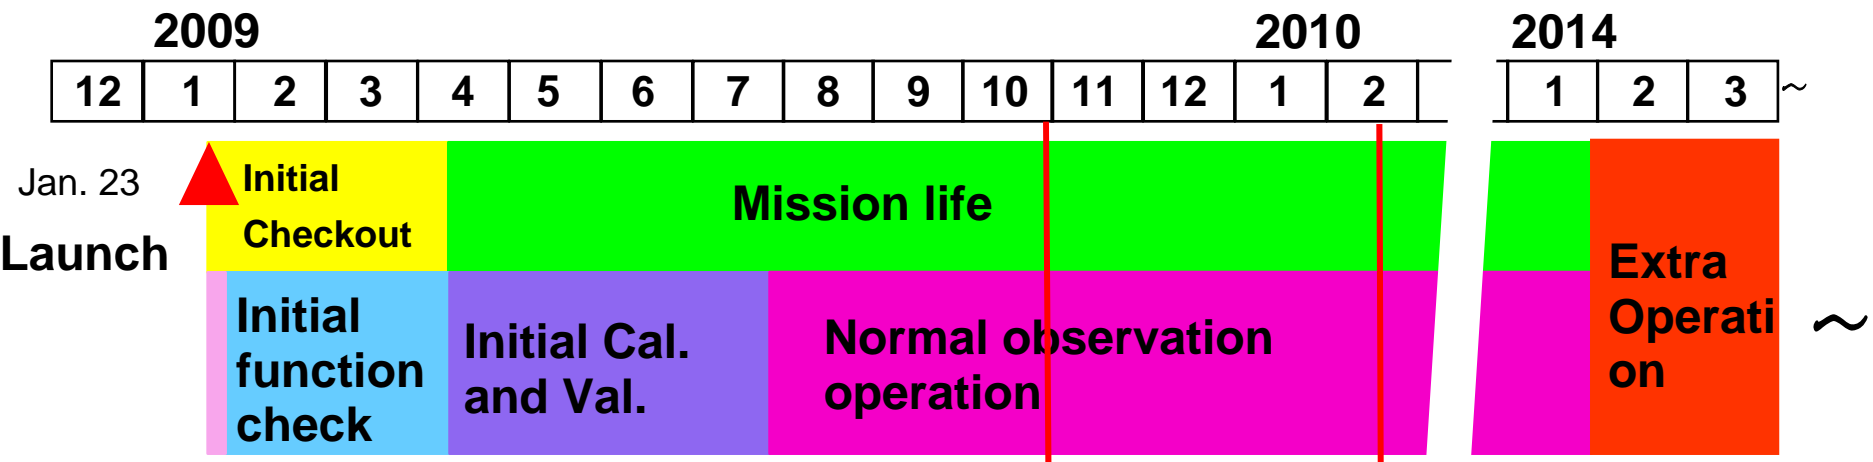 2009 2010 2014
12 1 2 3 4 5 6 7 8 9 10 11 12 1 2 1 2 3 ~
Jan. 23
Launch
Initial
Checkout
Mission life
Initial
function
check
Initial Cal.
and Val.
Normal observation
operation
Extra
Operati
on
~